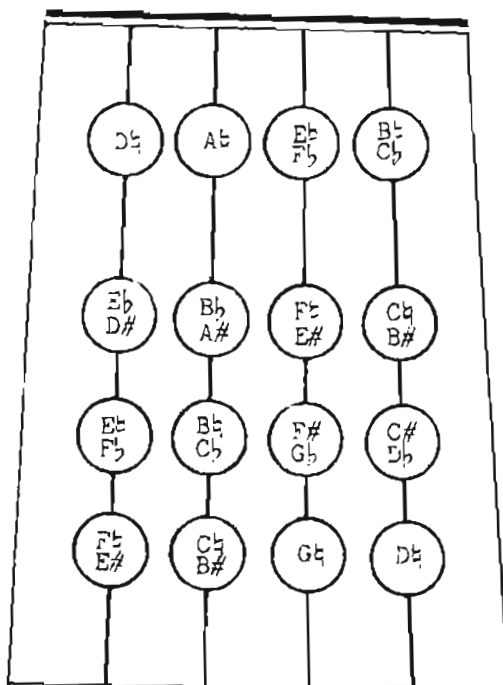 D♮ A♮ E♮ B♮
F♭ C♭
E♭ B♭ F♮ C♮
D# A# E# B#
E♮ B♮ F# C#
F♭ C♭ G♭ D♭
F♮ C♮ G♮ D♮
E# B#